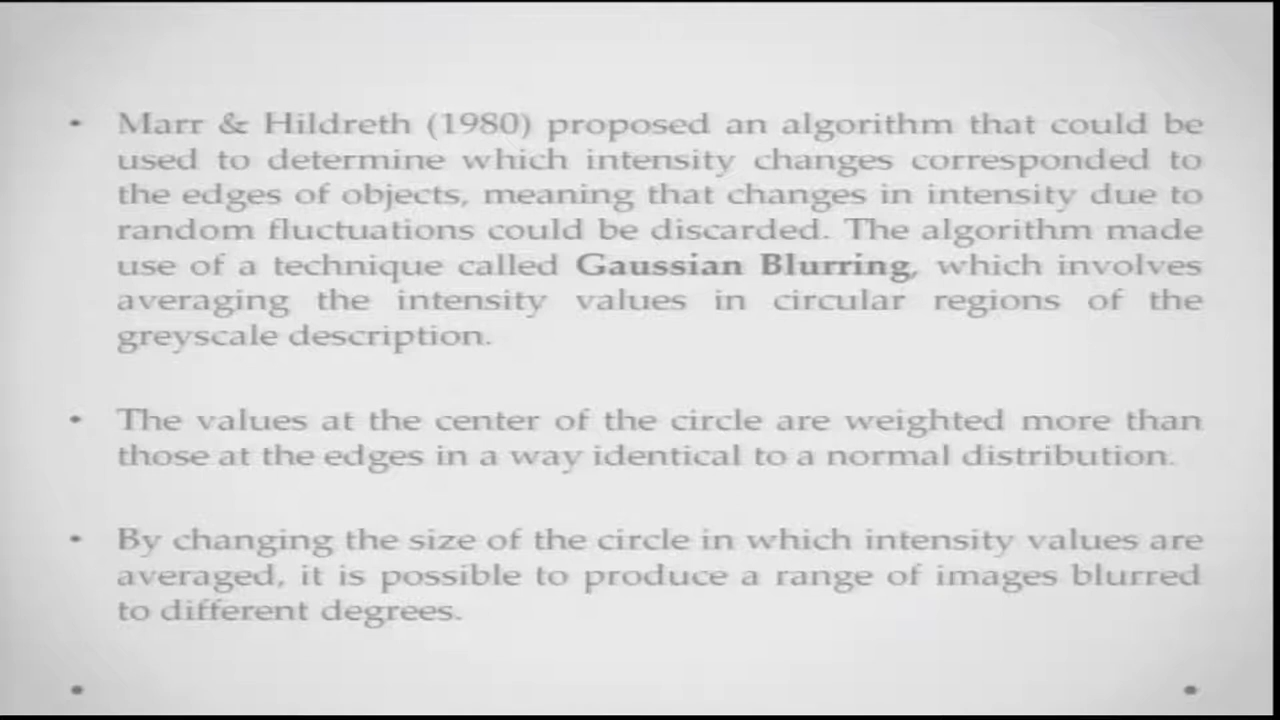 • Marr & Hildreth (1980) proposed an algorithm that could be
used to determine which intensity changes corresponded to
the edges of objects, meaning that changes in intensity due to
random fluctuations could be discarded. The algorithm made
use of a technique called Gaussian Blurring, which involves
averaging the intensity values in circular regions of the
greyscale description.
• The values at the center of the circle are weighted more than
those at the edges in a way identical to a normal distribution.
• By changing the size of the circle in which intensity values are
averaged, it is possible to produce a range of images blurred
to different degrees.